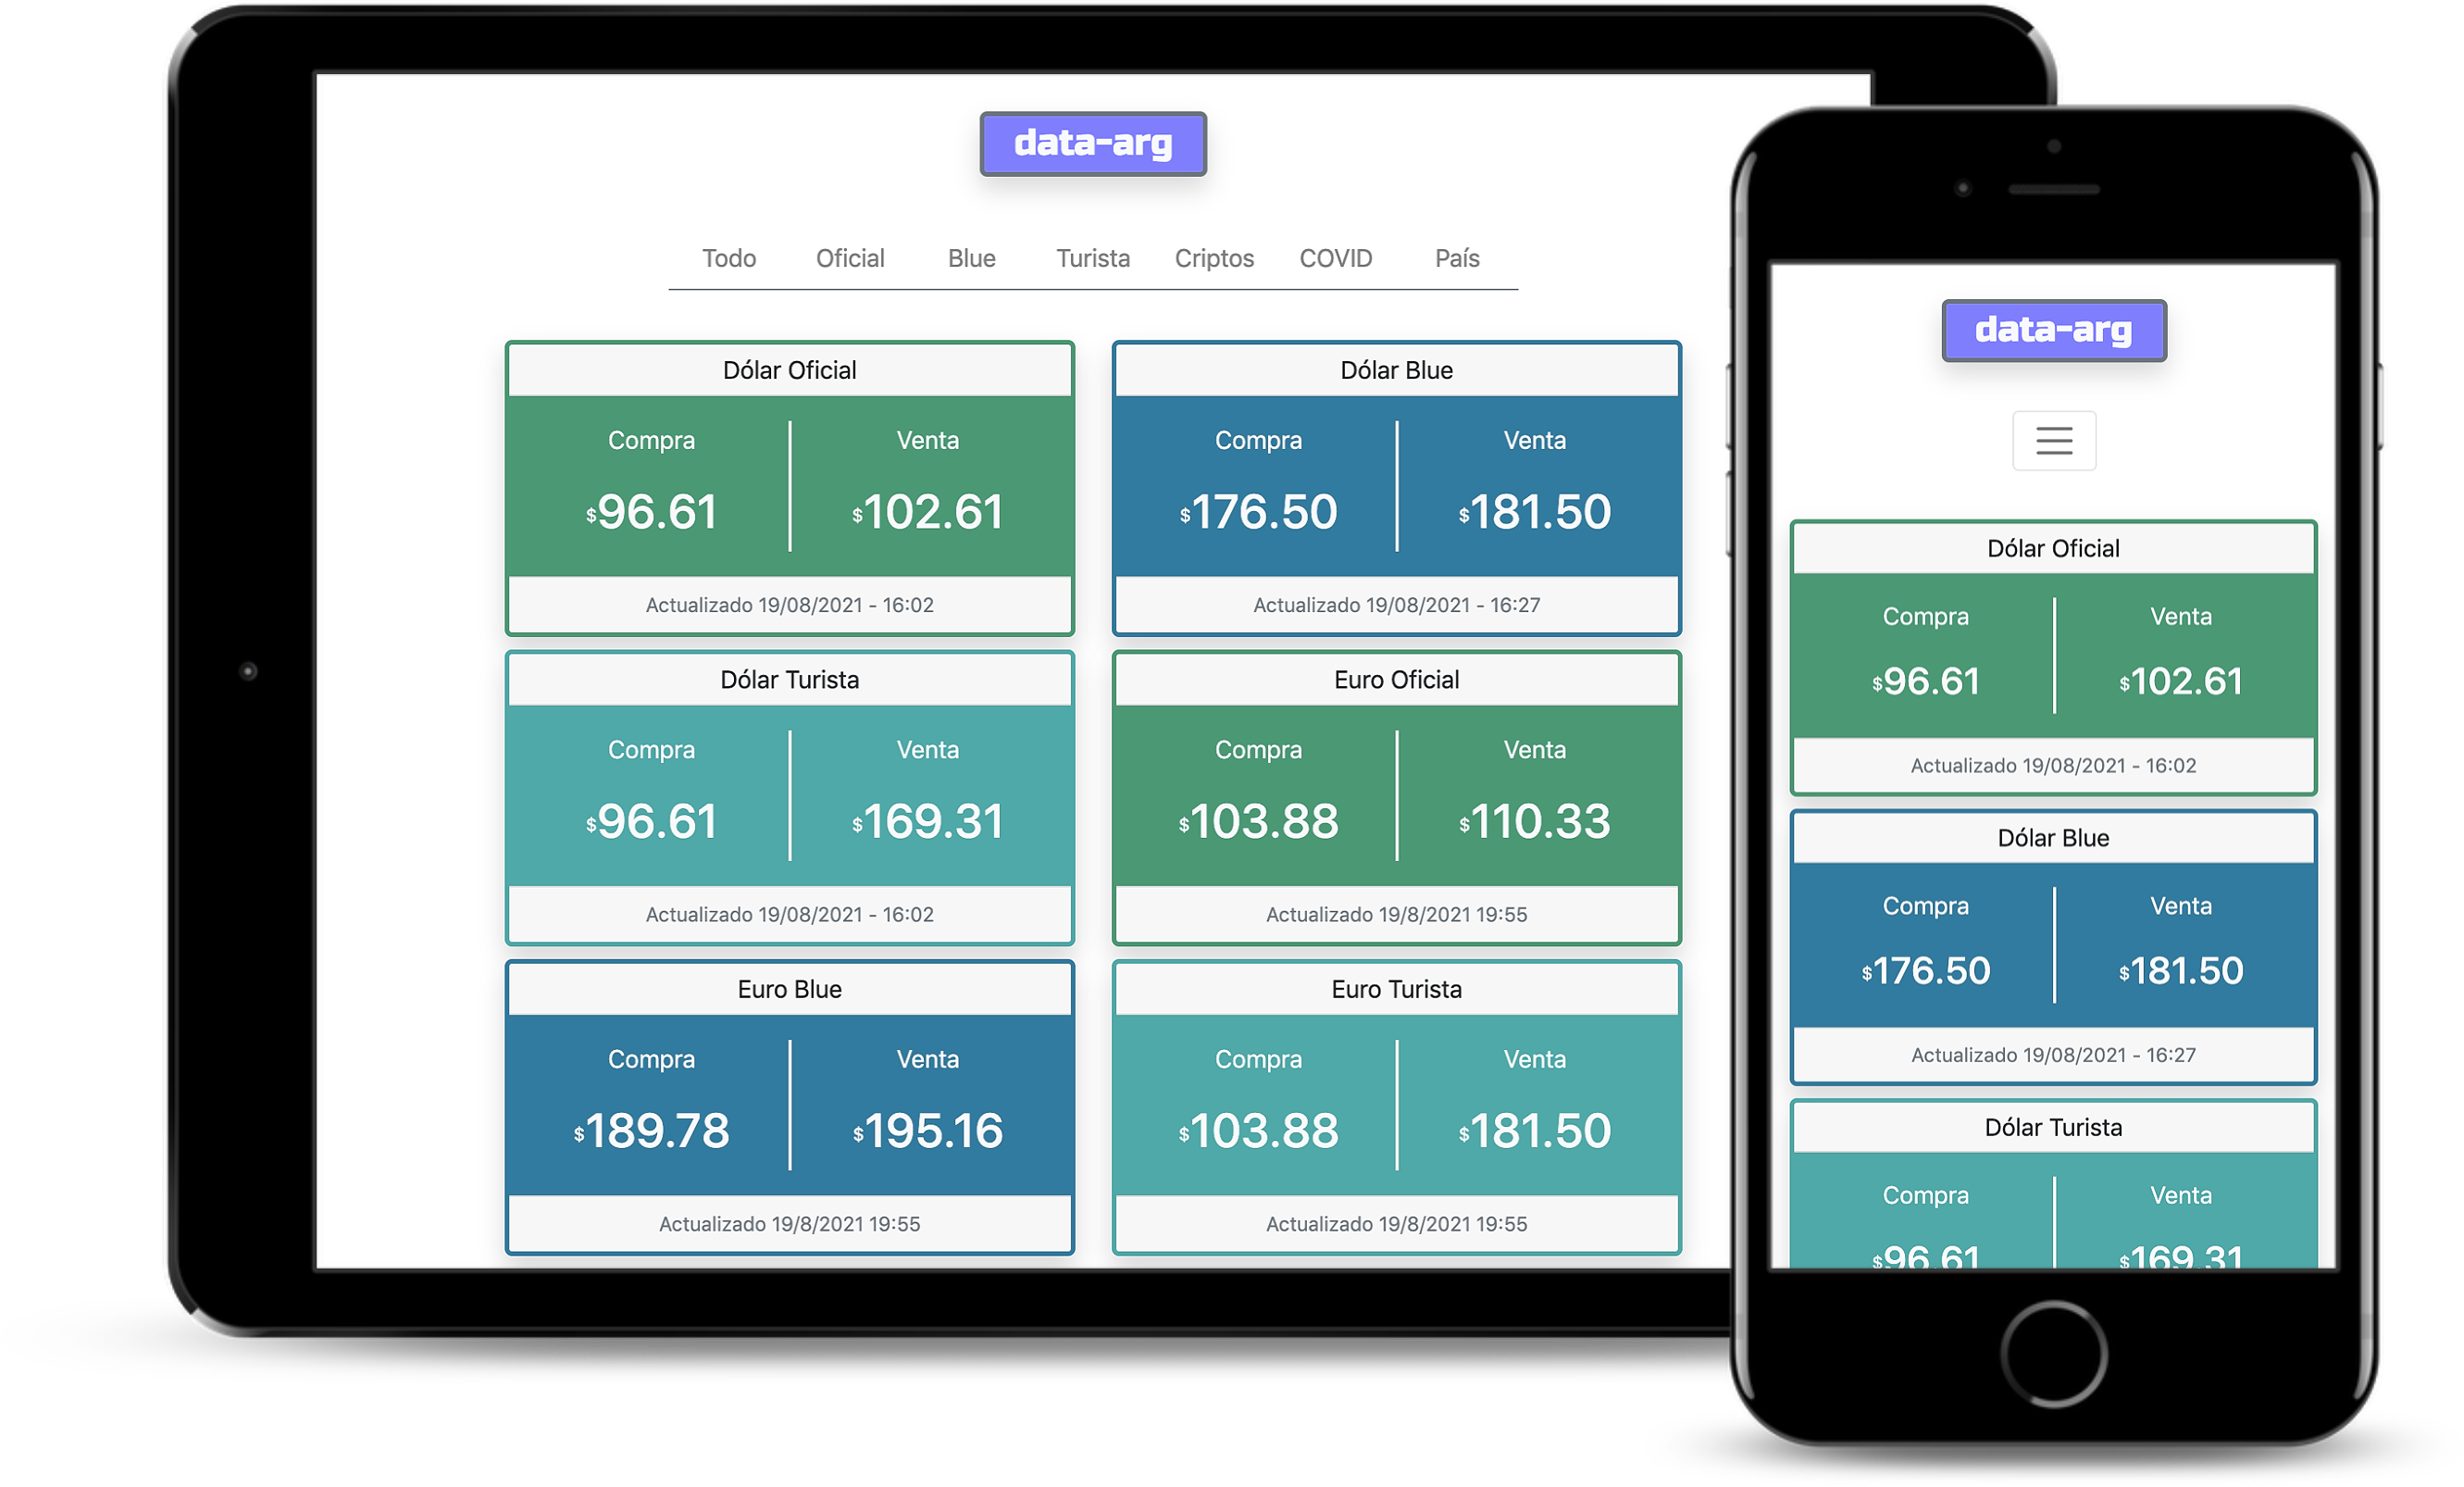 data-arg
Todo Oficial Blue Turista Criptos COVID País
Dólar Oficial
Compra Venta
$96.61 $102.61
Actualizado 19/08/2021 - 16:02
Dólar Blue
Compra Venta
$176.50 $181.50
Actualizado 19/08/2021 - 16:27
Dólar Turista
Compra Venta
$96.61 $169.31
Actualizado 19/08/2021 - 16:02
Euro Oficial
Compra Venta
$103.88 $110.33
Actualizado 19/8/2021 19:55
Euro Blue
Compra Venta
$189.78 $195.16
Actualizado 19/8/2021 19:55
Euro Turista
Compra Venta
$103.88 $181.50
Actualizado 19/8/2021 19:55
data-arg
Dólar Oficial
Compra Venta
$96.61 $102.61
Actualizado 19/08/2021 - 16:02
Dólar Blue
Compra Venta
$176.50 $181.50
Actualizado 19/08/2021 - 16:27
Dólar Turista
Compra Venta
$96.61 $169.31